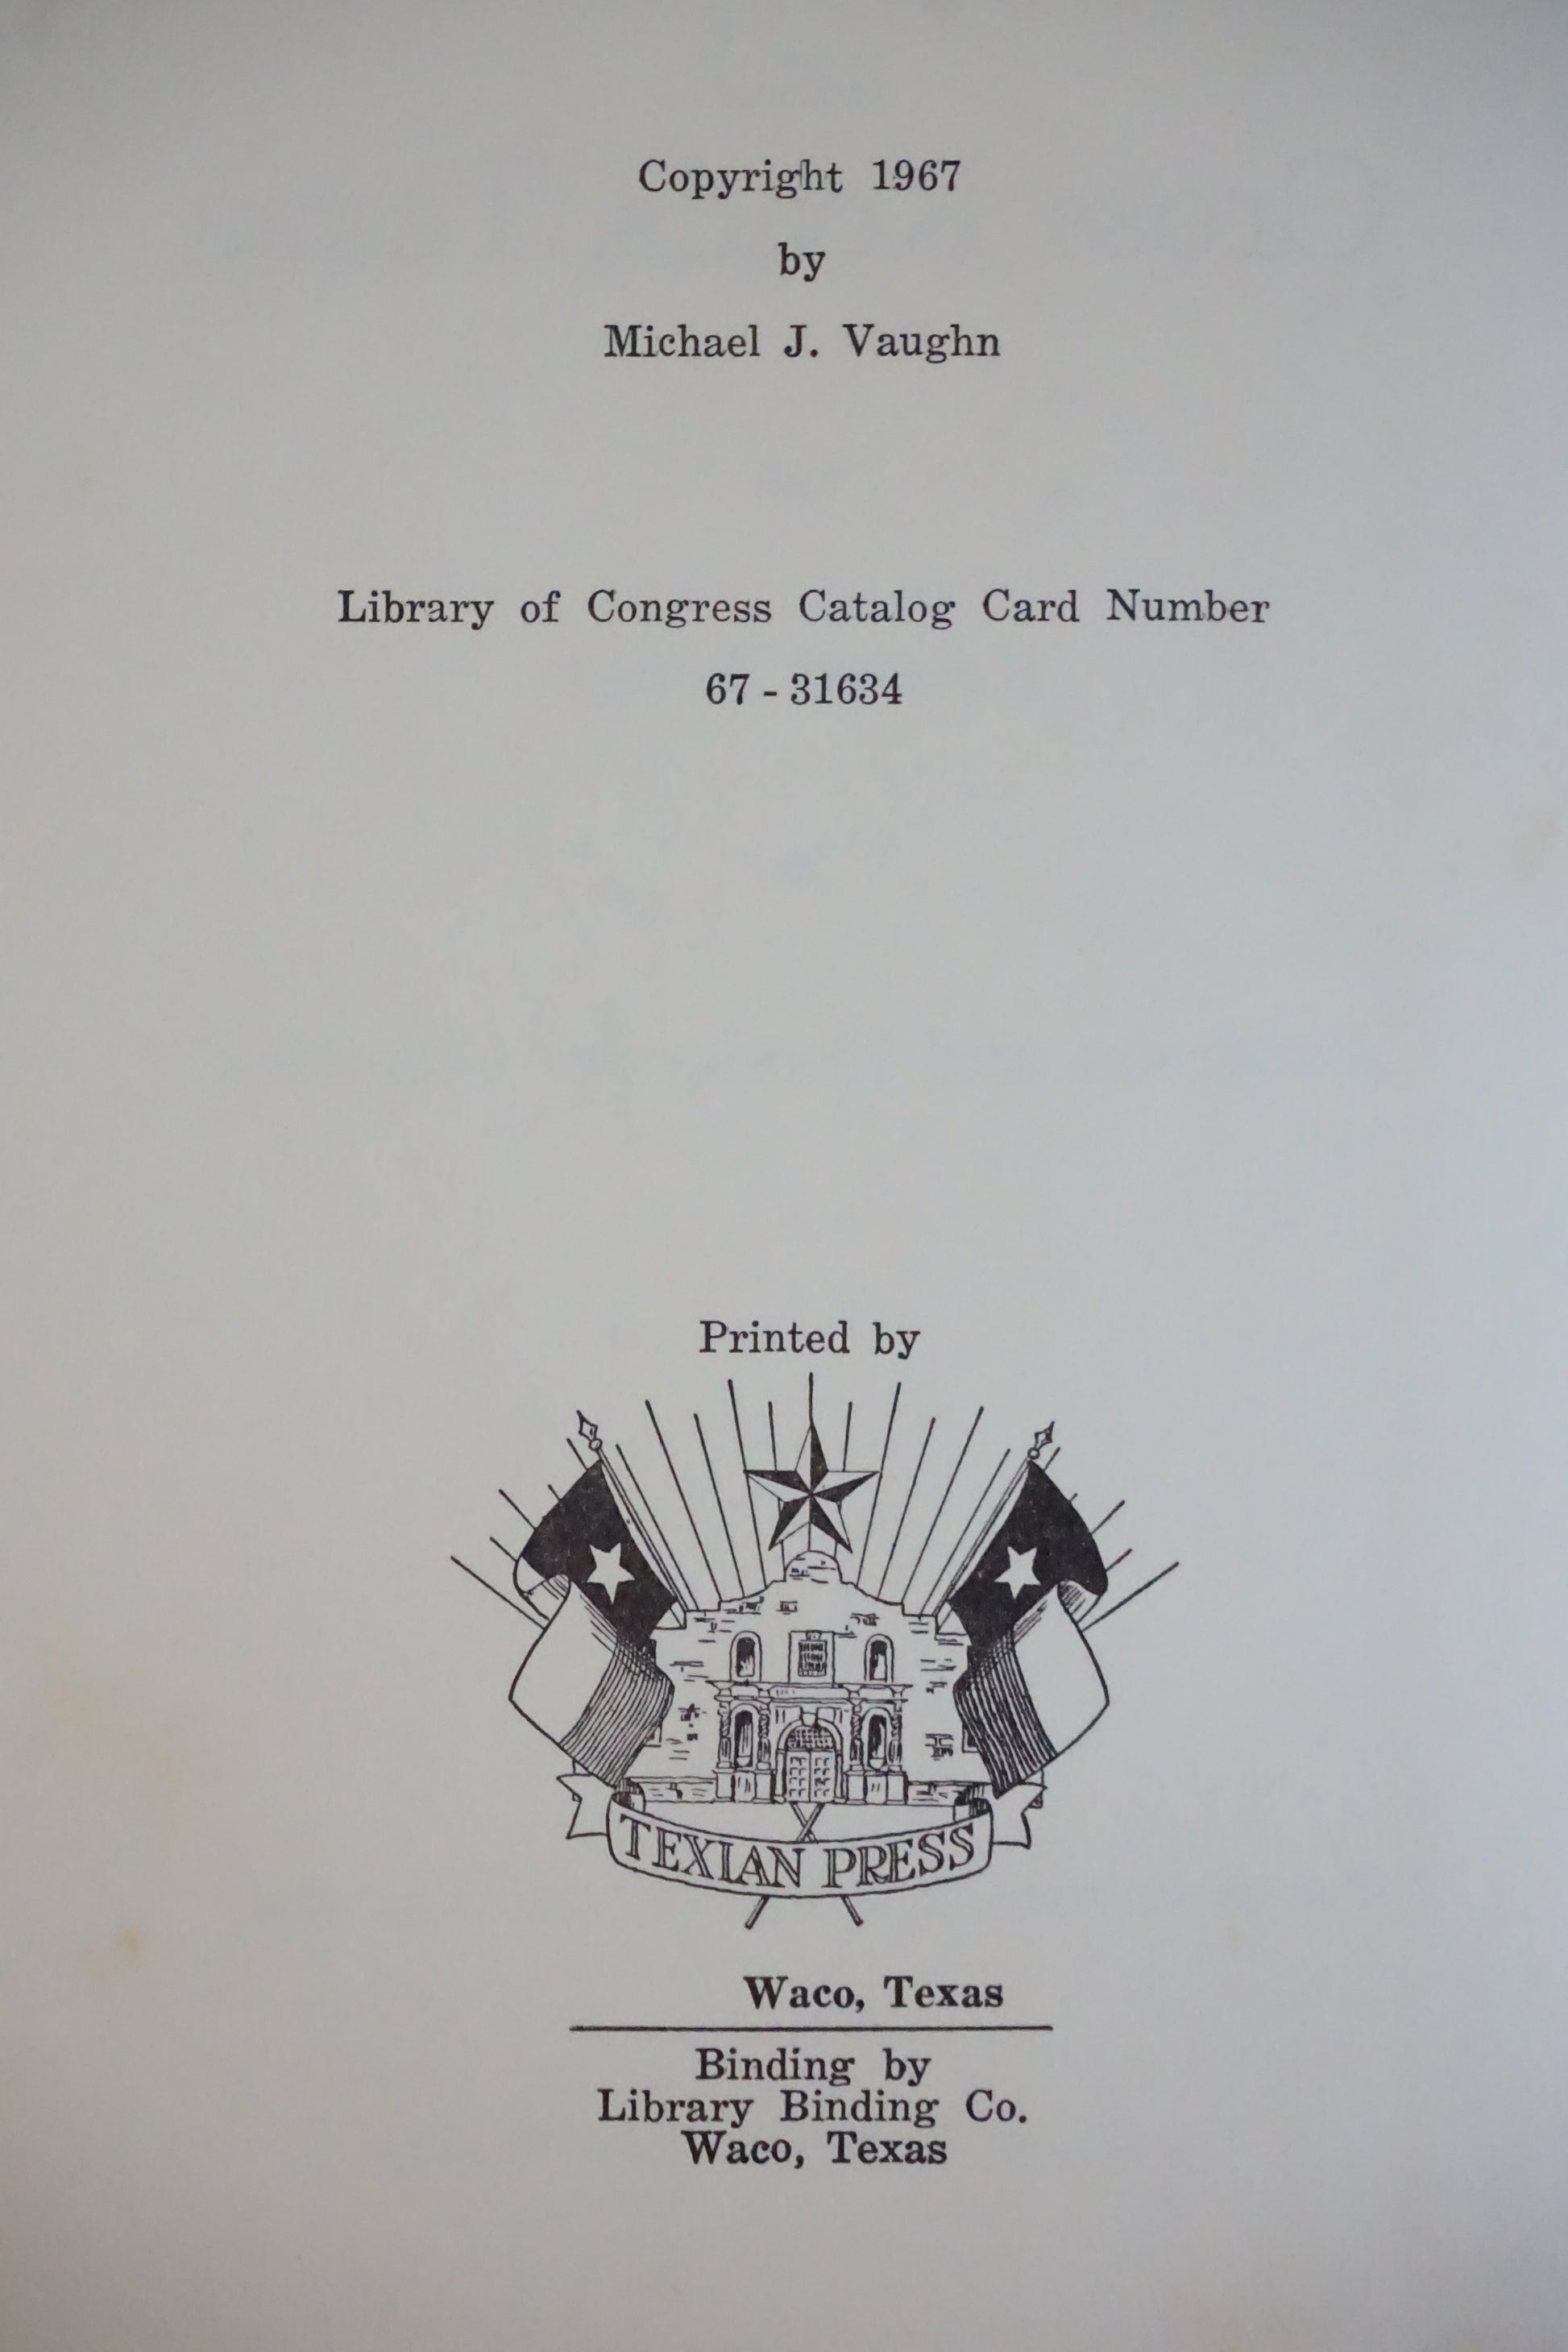 Copyright 1967
by
Michael J. Vaughn
Library of Congress Catalog Card Number
67 - 31634
Printed by
TEXIAN PRESS
Waco, Texas
Binding by
Library Binding Co.
Waco, Texas